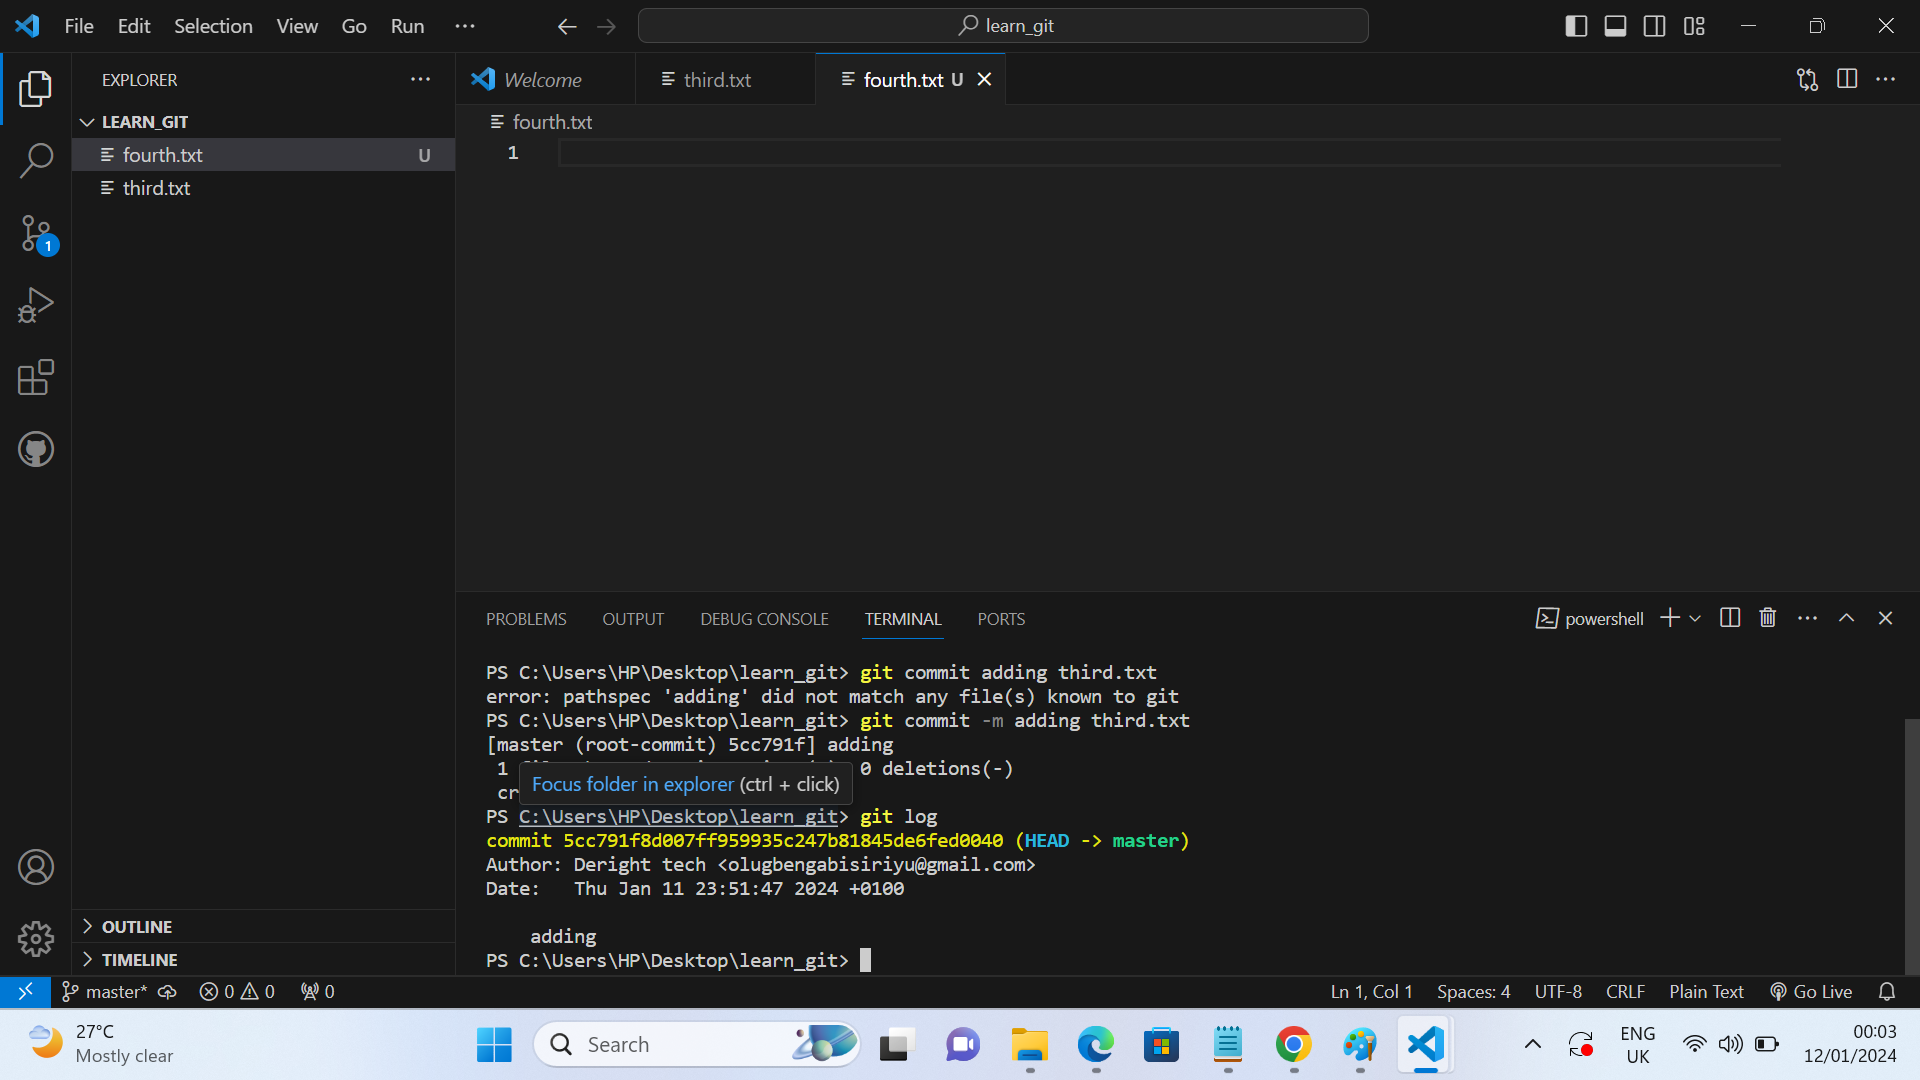 File Edit Selection View Go Run ···
learn_git
EXPLORER ···
Welcome
third.txt
fourth.txt U
LEARN_GIT
fourth.txt
fourth.txt U
1
third.txt
1
PROBLEMS OUTPUT DEBUG CONSOLE TERMINAL PORTS
powershell
PS C:\Users\HP\Desktop\learn_git> git commit adding third.txt
error: pathspec 'adding' did not match any file(s) known to git
PS C:\Users\HP\Desktop\learn_git> git commit -m adding third.txt
[master (root-commit) 5cc791f] adding
1 0 deletions(-)
Focus folder in explorer (ctrl + click)
cr
PS C:\Users\HP\Desktop\learn_git> git log
commit 5cc791f8d007ff959935c247b81845de6fed0040 (HEAD -> master)
Author: Deright tech <olugbengabisiriyu@gmail.com>
Date:   Thu Jan 11 23:51:47 2024 +0100
adding
PS C:\Users\HP\Desktop\learn_git>
OUTLINE
TIMELINE
master* 0 0 0
Ln 1, Col 1 Spaces: 4 UTF-8 CRLF Plain Text Go Live
27°C
Mostly clear
Search
ENG
UK
00:03
12/01/2024